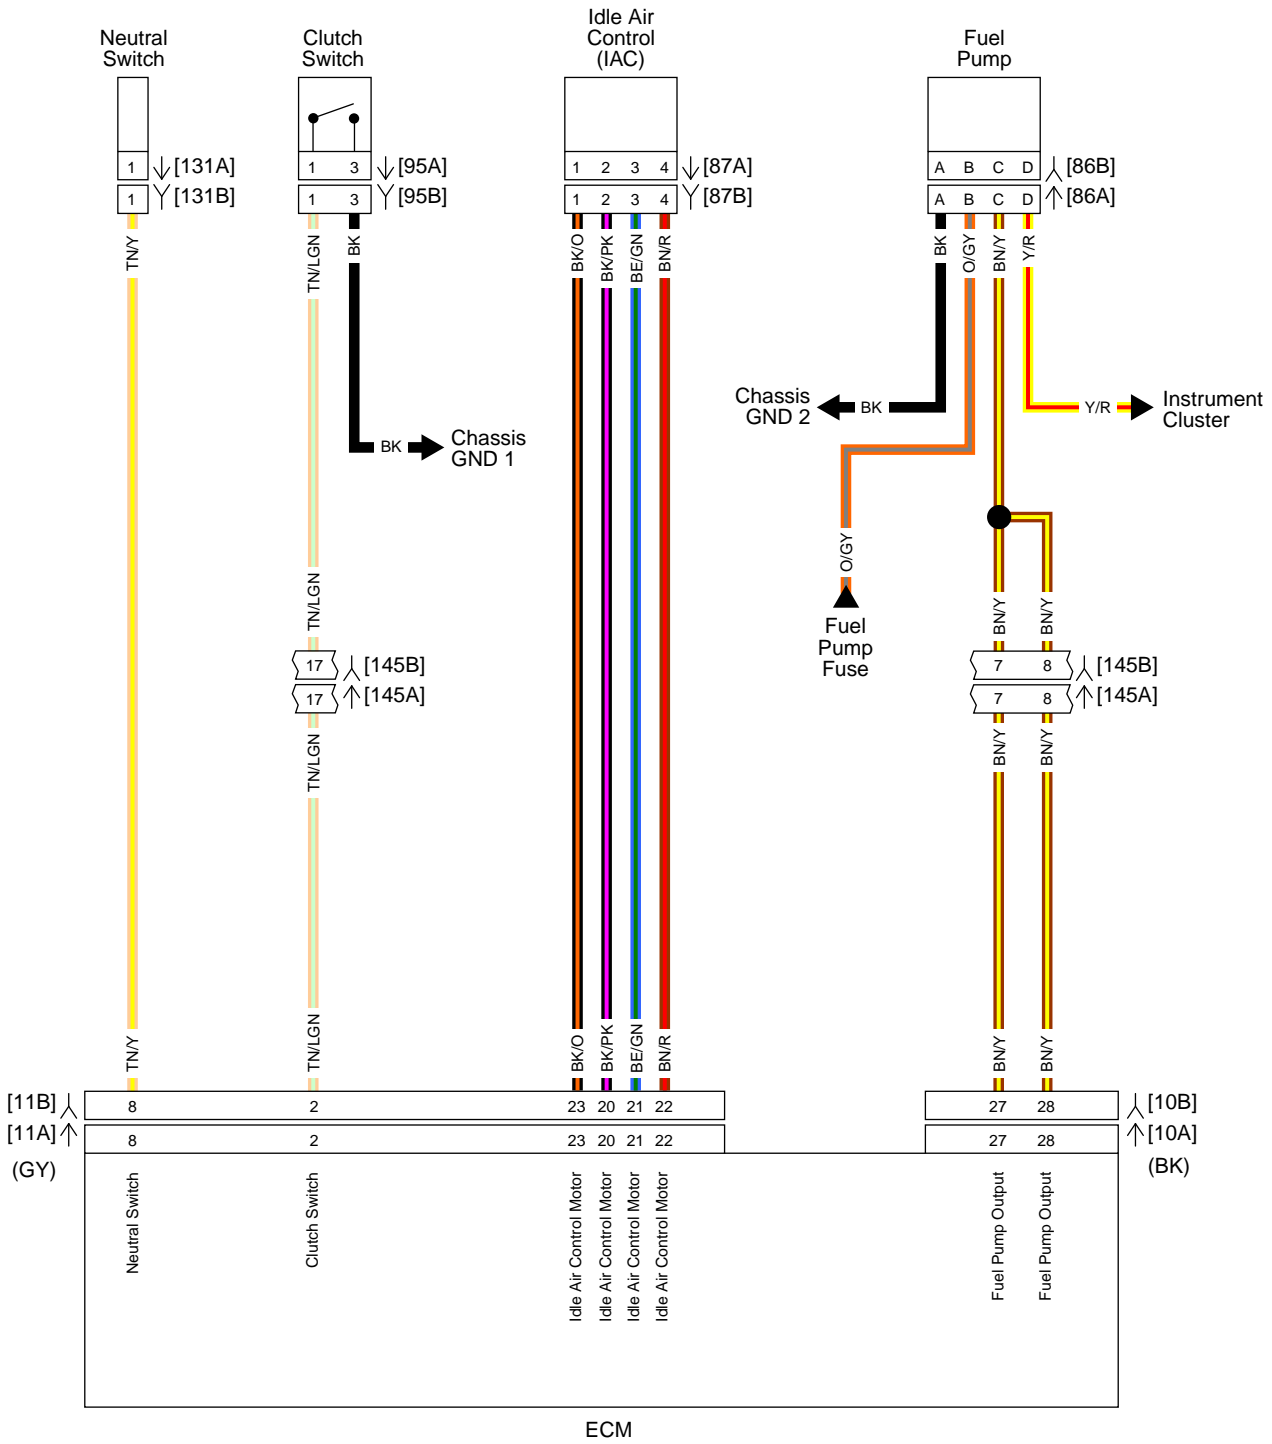 Neutral
Switch
Clutch
Switch
Idle Air
Control
(IAC)
Fuel
Pump
1 [131A]
1 [131B]
1 3 [95A]
1 3 [95B]
1 2 3 4 [87A]
1 2 3 4 [87B]
A B C D [86B]
A B C D [86A]
TN/Y
TN/LGN
BK
BK/O
BK/PK
BE/GN
BN/R
BK
O/GY
BN/Y
Y/R
Chassis
GND 2
BK
Y/R
Instrument
Cluster
BK
Chassis
GND 1
O/GY
Fuel
Pump
Fuse
TN/LGN
BN/Y
BN/Y
17 [145B]
17 [145A]
7 8 [145B]
7 8 [145A]
TN/LGN
BN/Y
BN/Y
TN/Y
TN/LGN
BK/O
BK/PK
BE/GN
BN/R
BN/Y
BN/Y
[11B] 8 2 23 20 21 22
[11A] 8 2 23 20 21 22
(GY)
27 28 [10B]
27 28 [10A]
(BK)
Neutral Switch
Clutch Switch
Idle Air Control Motor
Idle Air Control Motor
Idle Air Control Motor
Idle Air Control Motor
Fuel Pump Output
Fuel Pump Output
ECM